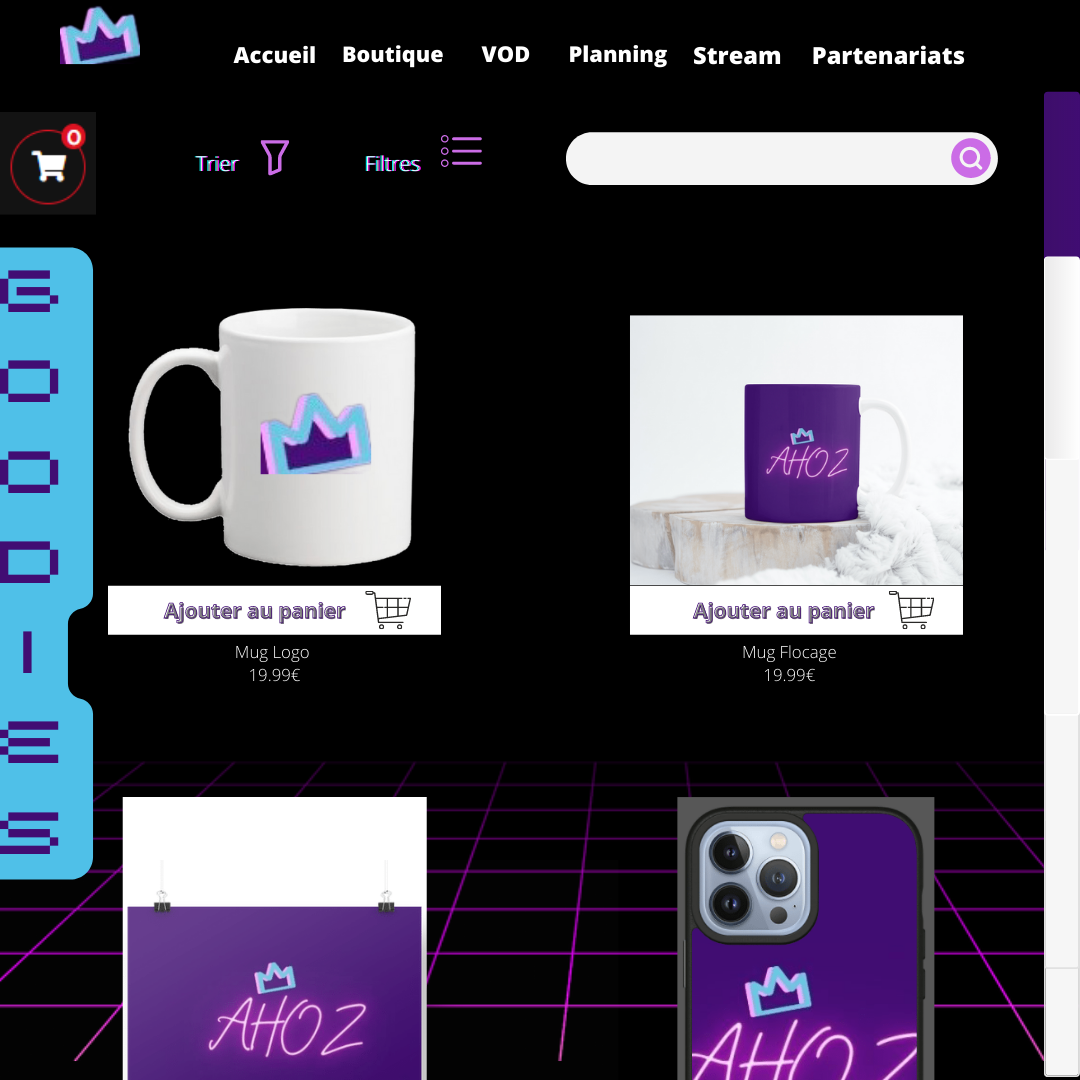 Accueil Boutique VOD Planning Stream Partenariats
0
Trier Filtres
GOODIES
AHOZ
Ajouter au panier
Ajouter au panier
Mug Logo
19.99€
Mug Flocage
19.99€
AHOZ
AHOZ